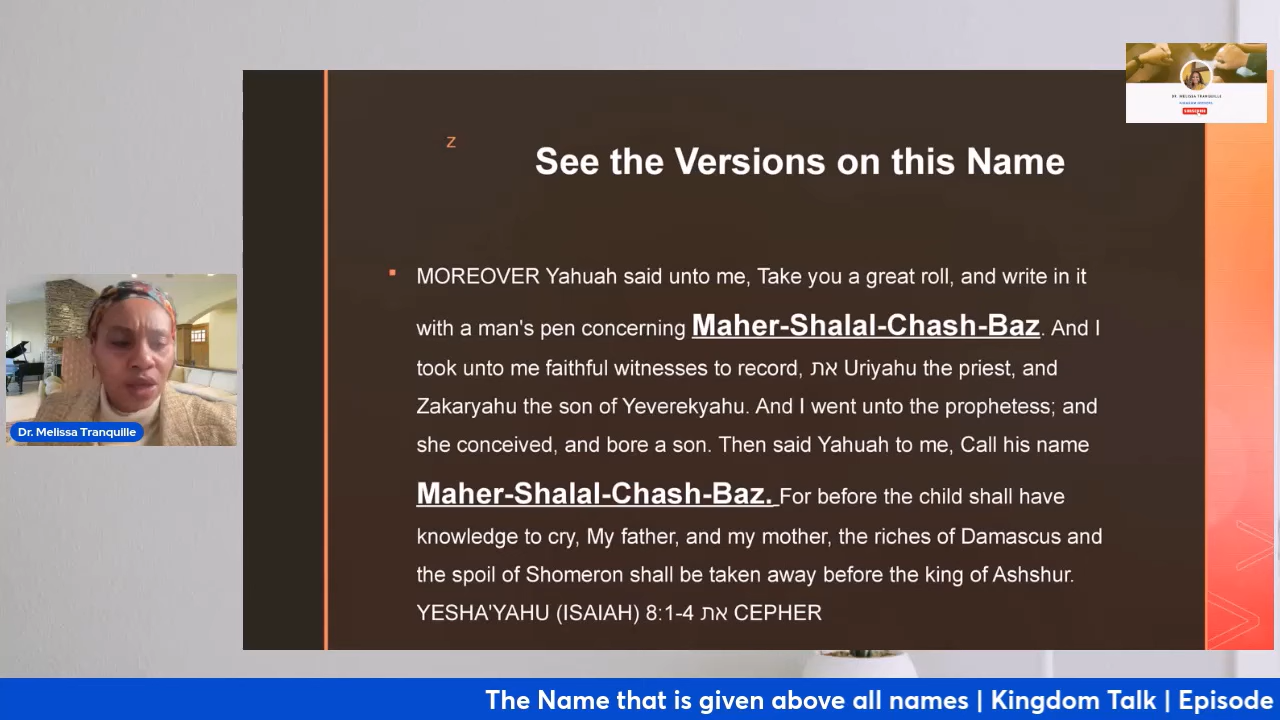 DR. MELISSA TRANQUILLE
SUBSCRIBE
z
See the Versions on this Name
MOREOVER Yahuah said unto me, Take you a great roll, and write in it
with a man's pen concerning Maher-Shalal-Chash-Baz. And I
took unto me faithful witnesses to record, את Uriyahu the priest, and
Zakaryahu the son of Yeverekyahu. And I went unto the prophetess; and
she conceived, and bore a son. Then said Yahuah to me, Call his name
Maher-Shalal-Chash-Baz. For before the child shall have
knowledge to cry, My father, and my mother, the riches of Damascus and
the spoil of Shomeron shall be taken away before the king of Ashshur.
YESHA'YAHU (ISAIAH) 8:1-4 את CEPHER
Dr. Melissa Tranquille
The Name that is given above all names | Kingdom Talk | Episode